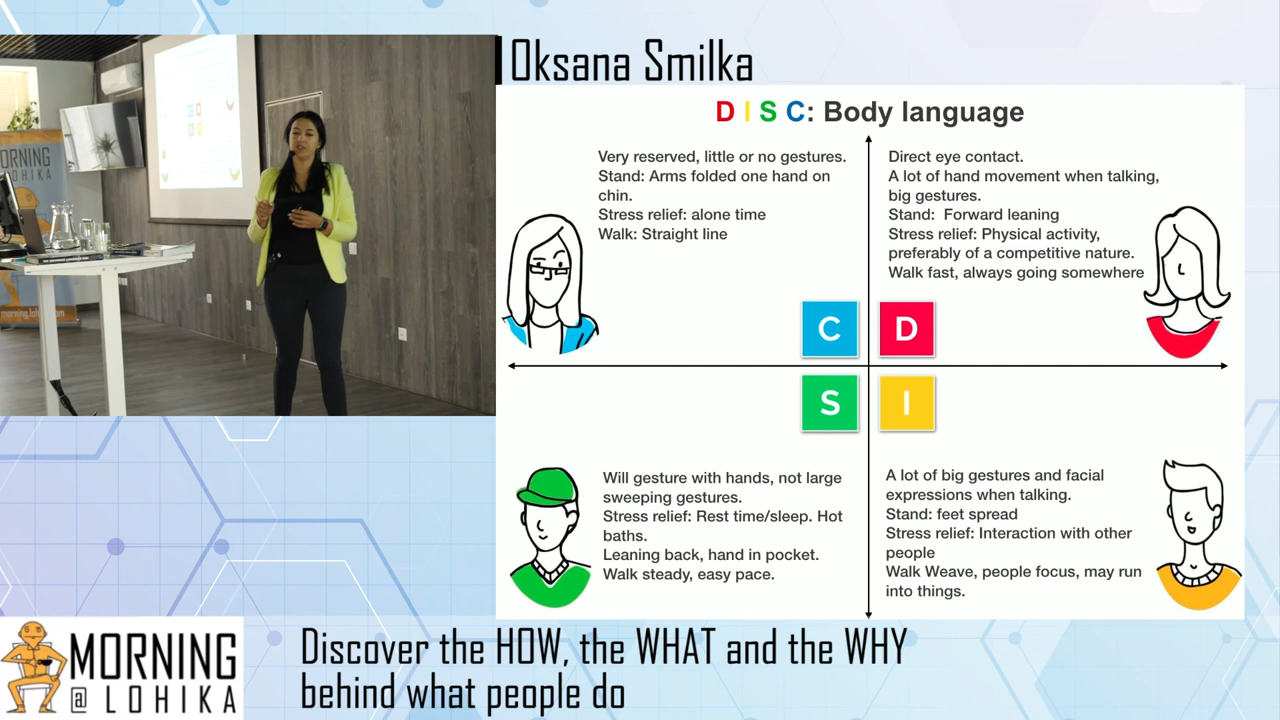 Oksana Smilka
D I S C: Body language
Very reserved, little or no gestures.
Stand: Arms folded one hand on
chin.
Stress relief: alone time
Walk: Straight line
Direct eye contact.
A lot of hand movement when talking,
big gestures.
Stand: Forward leaning
Stress relief: Physical activity,
preferably of a competitive nature.
Walk fast, always going somewhere
C D
S I
Will gesture with hands, not large
sweeping gestures.
Stress relief: Rest time/sleep. Hot
baths.
Leaning back, hand in pocket.
Walk steady, easy pace.
A lot of big gestures and facial
expressions when talking.
Stand: feet spread
Stress relief: Interaction with other
people
Walk Weave, people focus, may run
into things.
MORNING
@ LOHIKA
morning.loh
MORNING
@ LOHIKA
Discover the HOW, the WHAT and the WHY
behind what people do